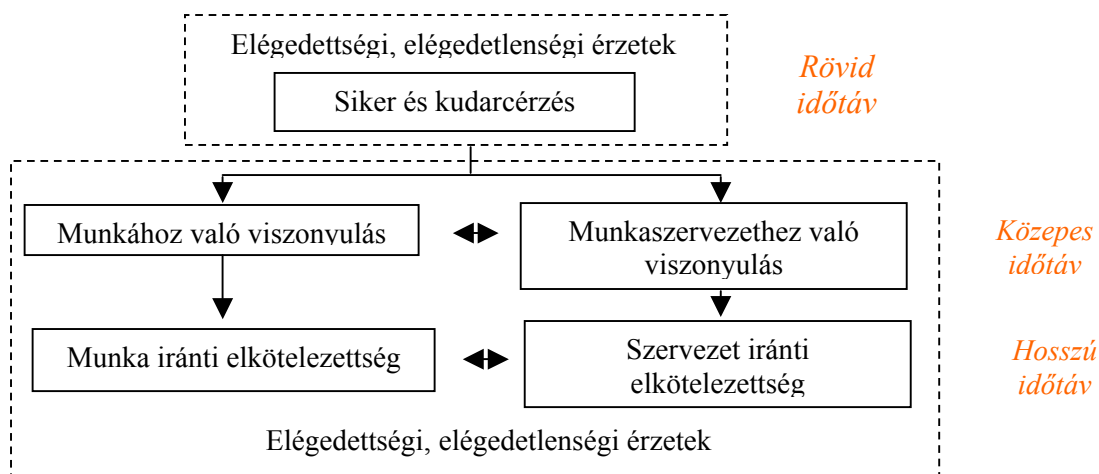 Elégedettségi, elégedetlenségi érzetek
Siker és kudarcérzés
Rövid
időtáv
Munkához való viszonyulás
Munkaszervezethez való
viszonyulás
Közepes
időtáv
Munka iránti elkötelezettség
Szervezet iránti
elkötelezettség
Hosszú
időtáv
Elégedettségi, elégedetlenségi érzetek